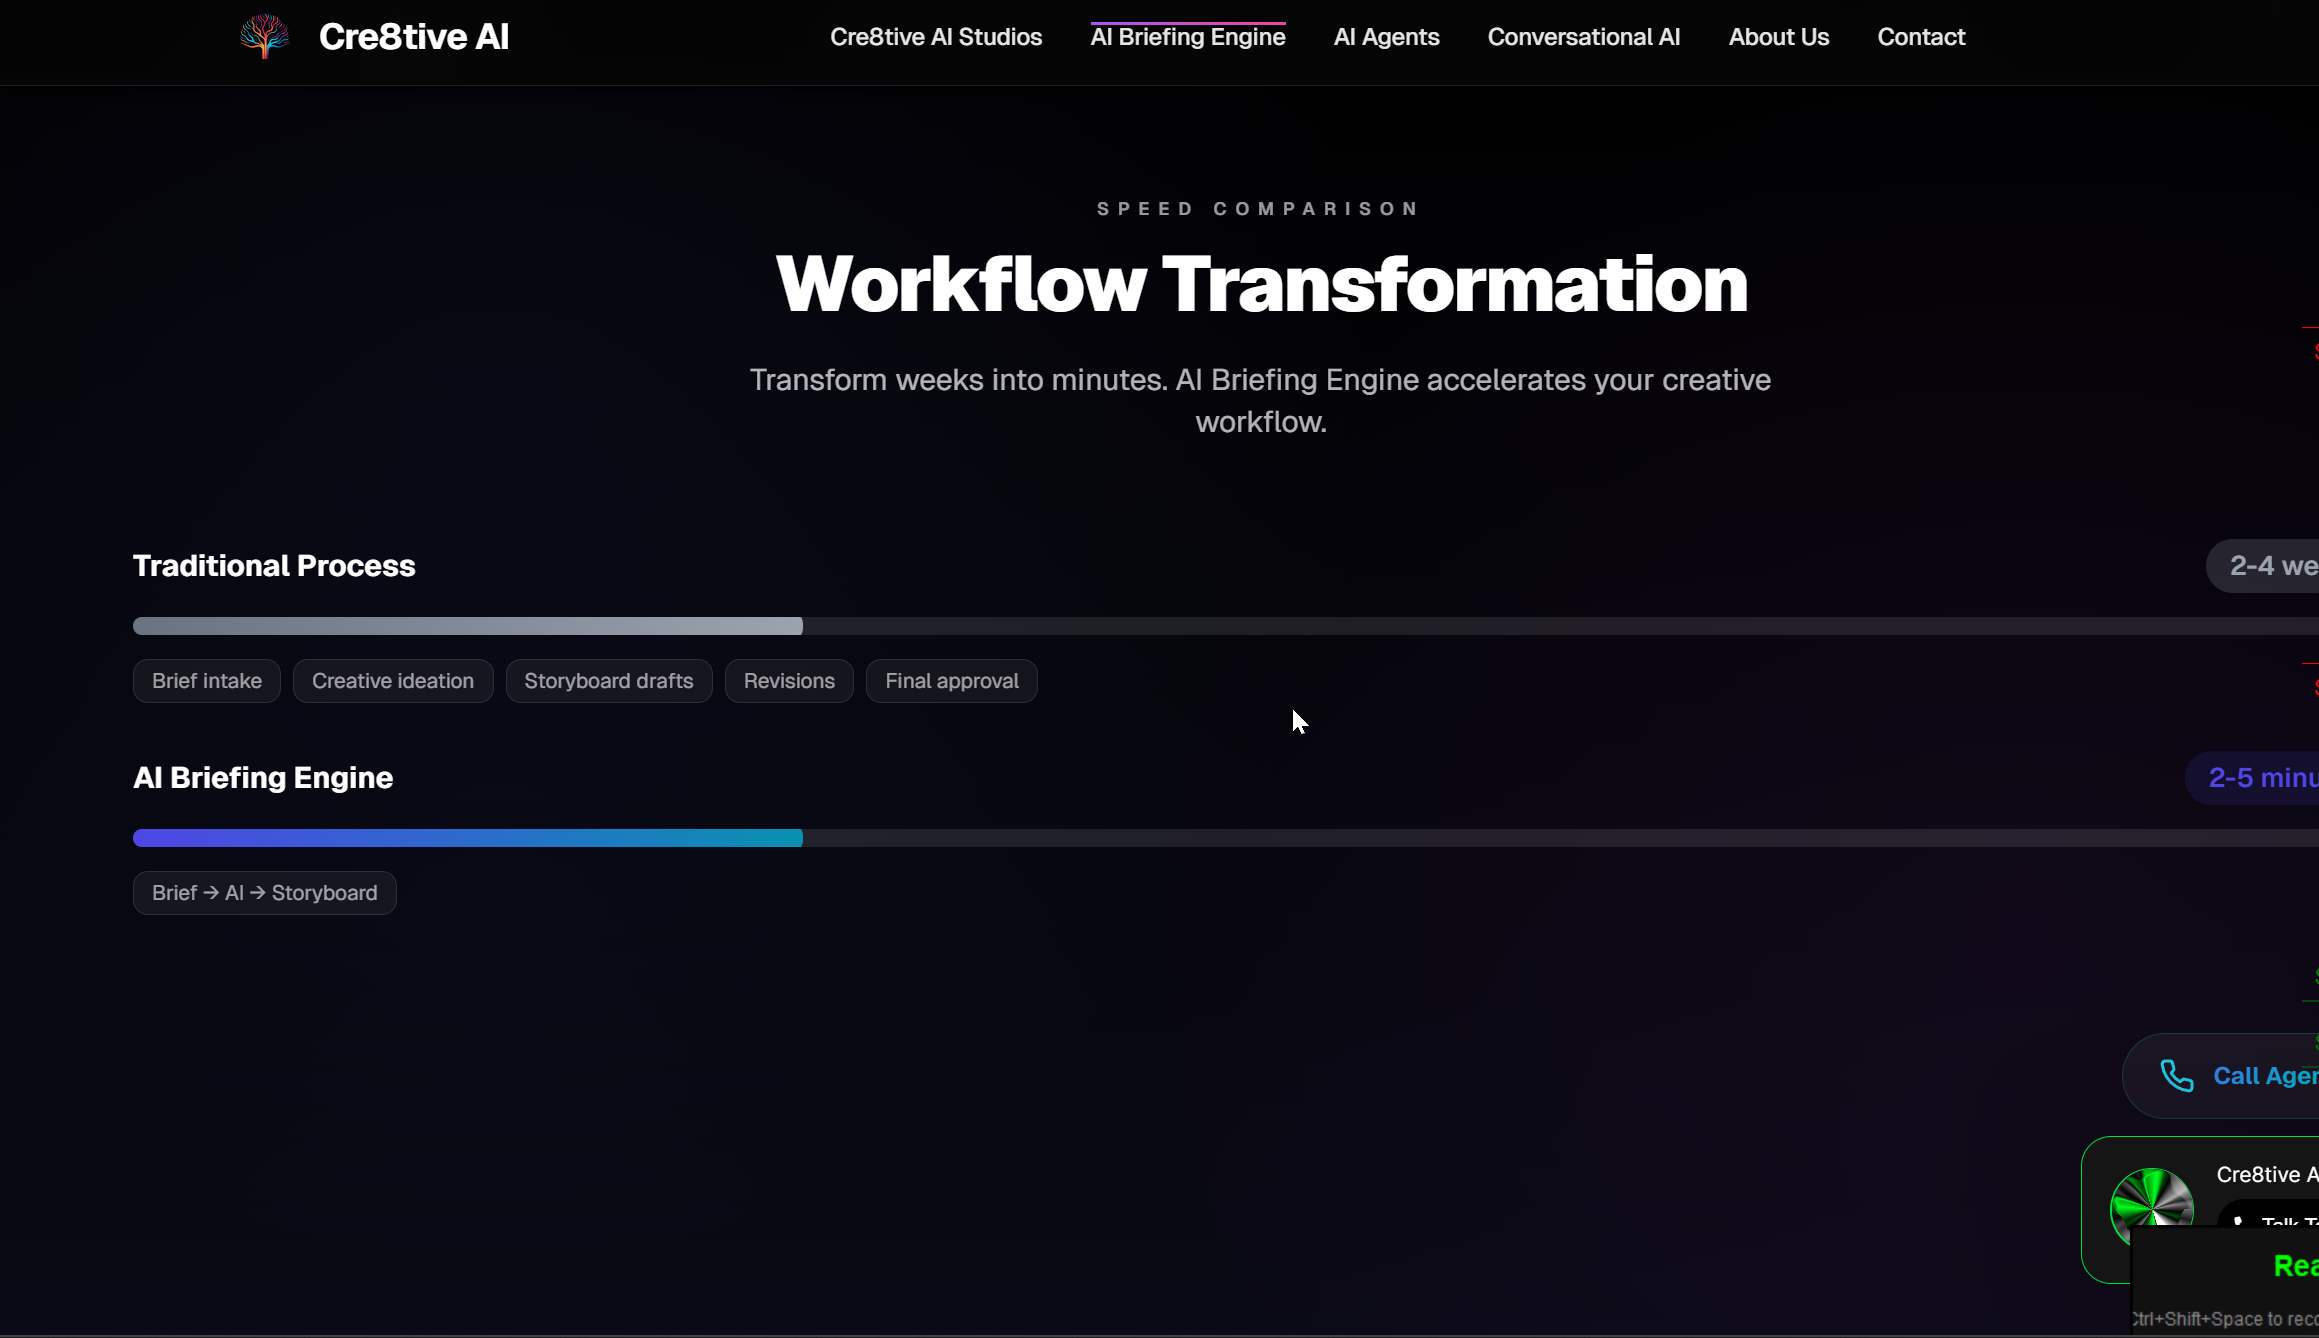 Cre8tive AI
Cre8tive AI Studios
AI Briefing Engine
AI Agents
Conversational AI
About Us
Contact
SPEED COMPARISON
Workflow Transformation
Transform weeks into minutes. AI Briefing Engine accelerates your creative
workflow.
Traditional Process
2-4 we
Brief intake
Creative ideation
Storyboard drafts
Revisions
Final approval
AI Briefing Engine
2-5 minu
Brief → AI → Storyboard
Call Agen
Cre8tive A
Talk T
Rea
Ctrl+Shift+Space to rec